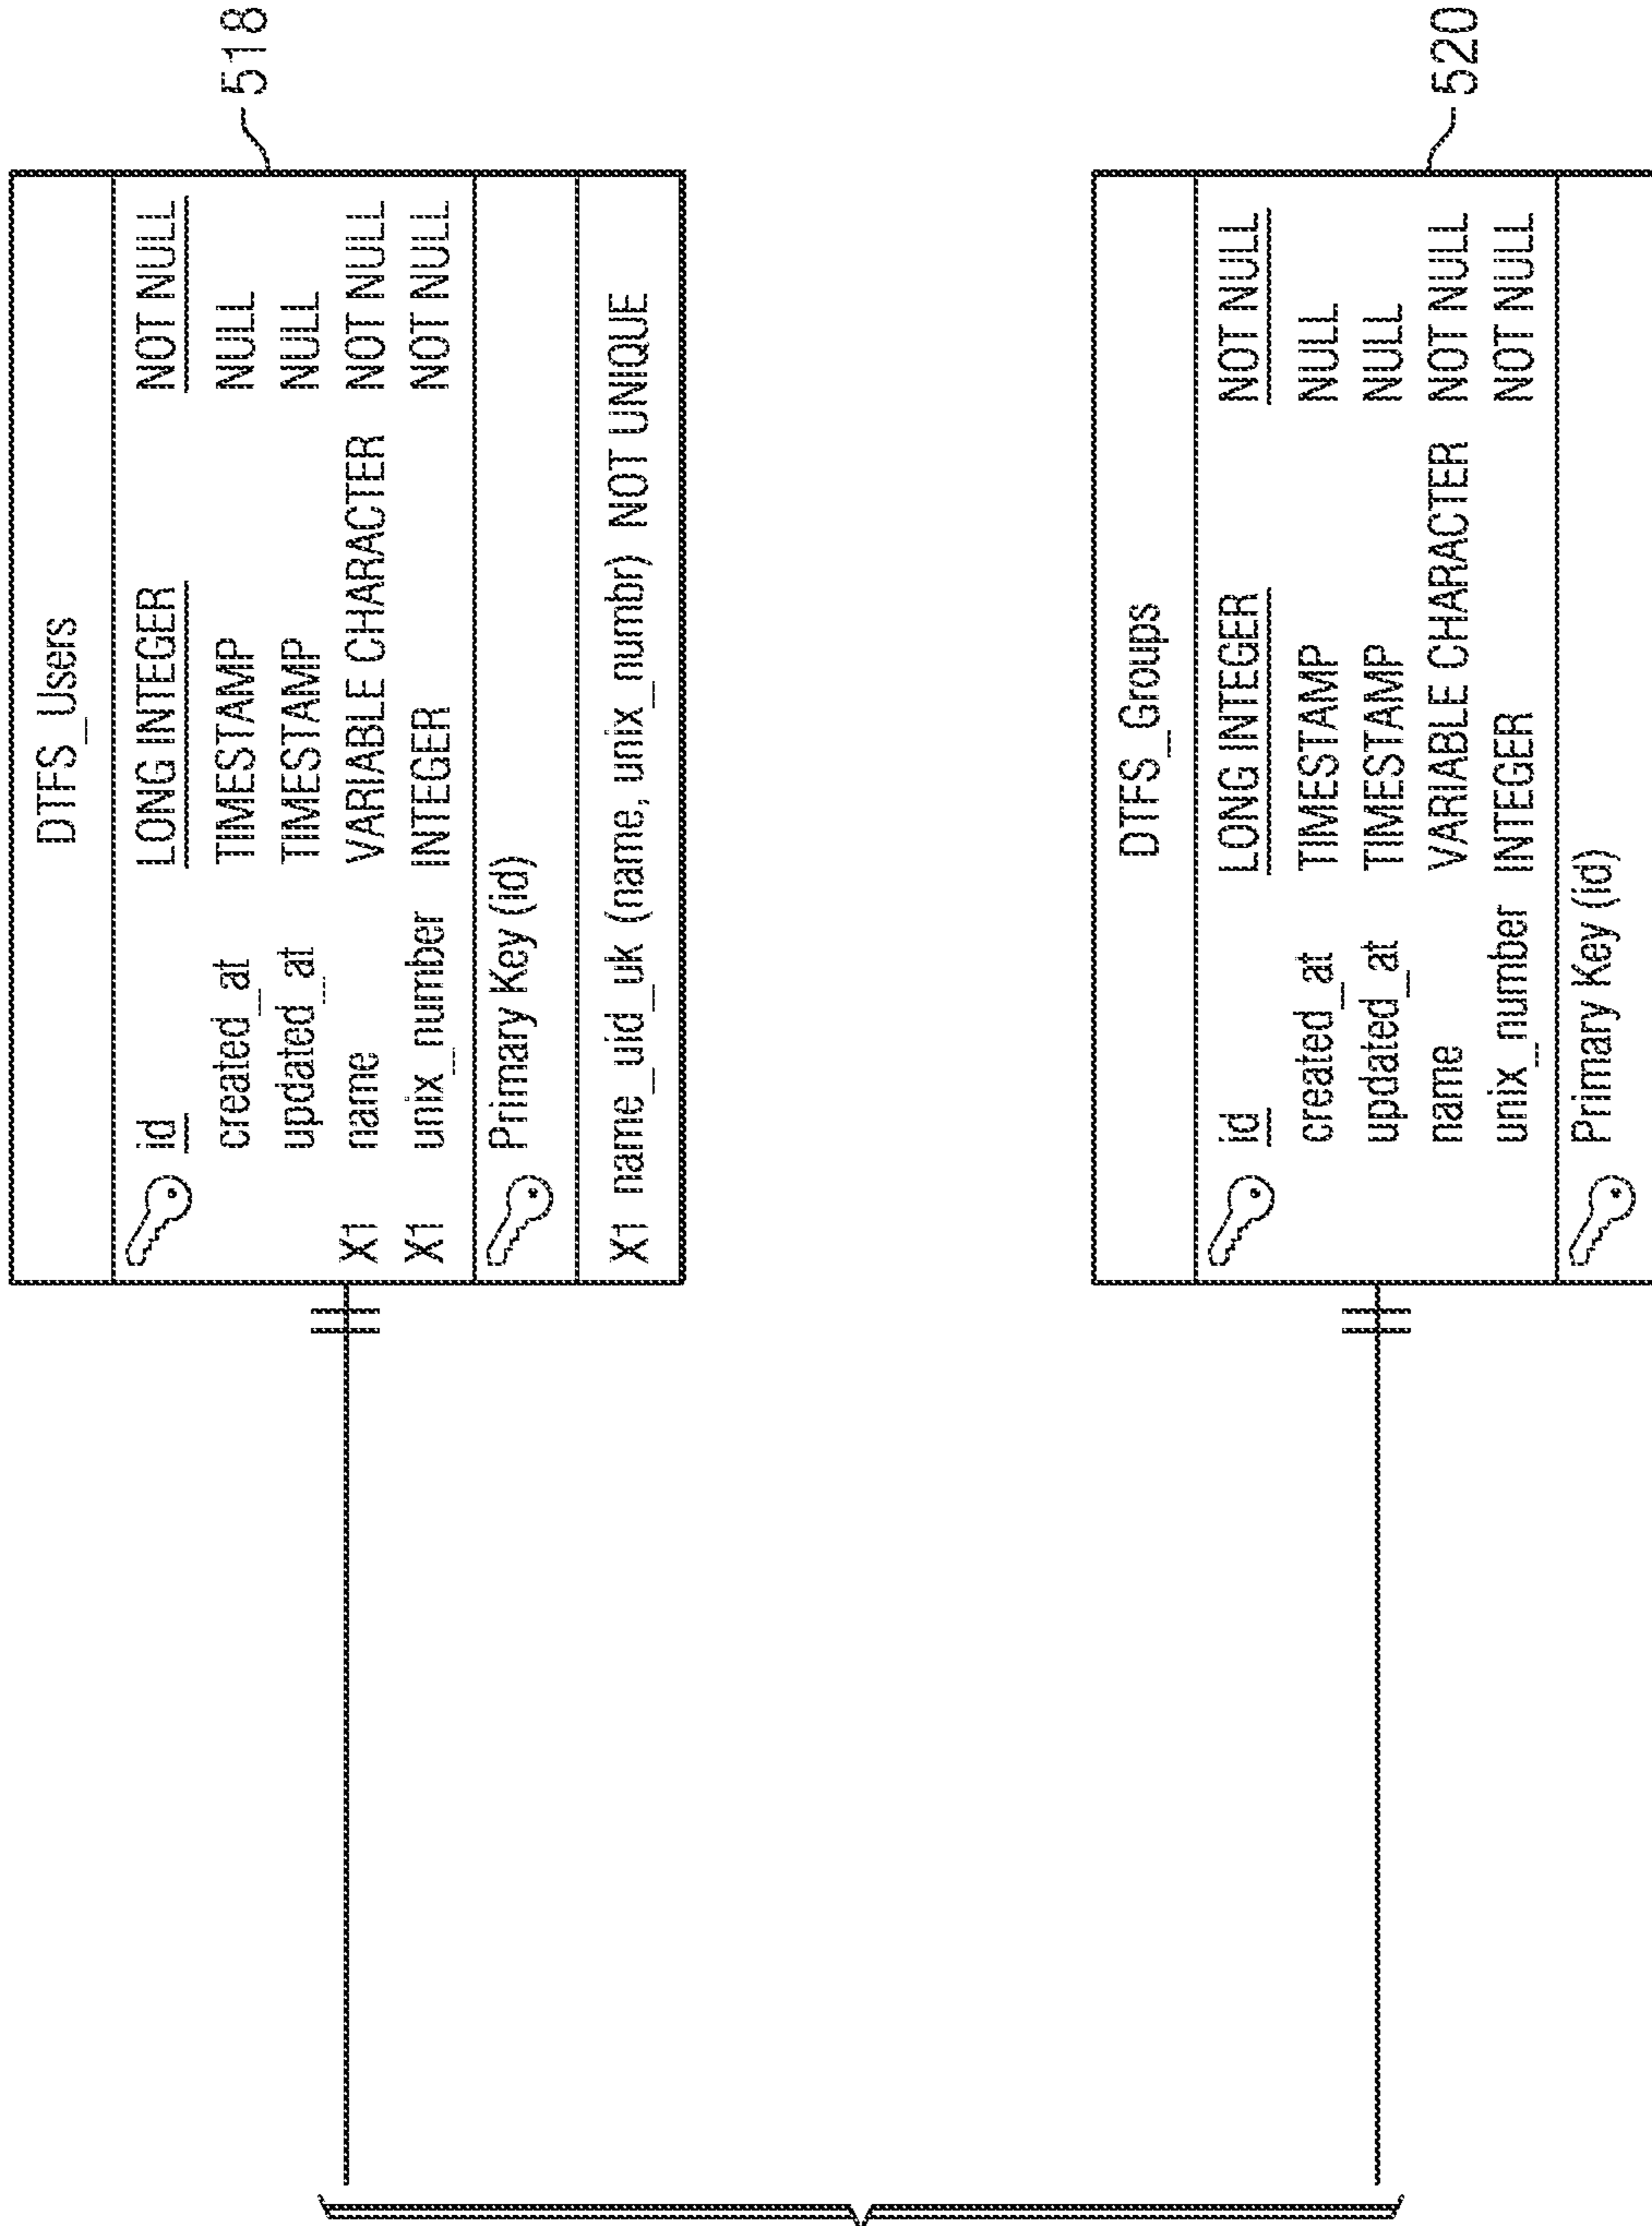 DTFS_Users
id LONG INTEGER NOT NULL
created_at TIMESTAMP NULL
updated_at TIMESTAMP NULL
X1 name VARIABLE CHARACTER NOT NULL
X1 unix_number INTEGER NOT NULL
Primary Key (id)
X1 name_uid_uk (name, unix_numbr) NOT UNIQUE
518
DTFS_Groups
id LONG INTEGER NOT NULL
created_at TIMESTAMP NULL
updated_at TIMESTAMP NULL
name VARIABLE CHARACTER NOT NULL
unix_number INTEGER NOT NULL
Primary Key (id)
520